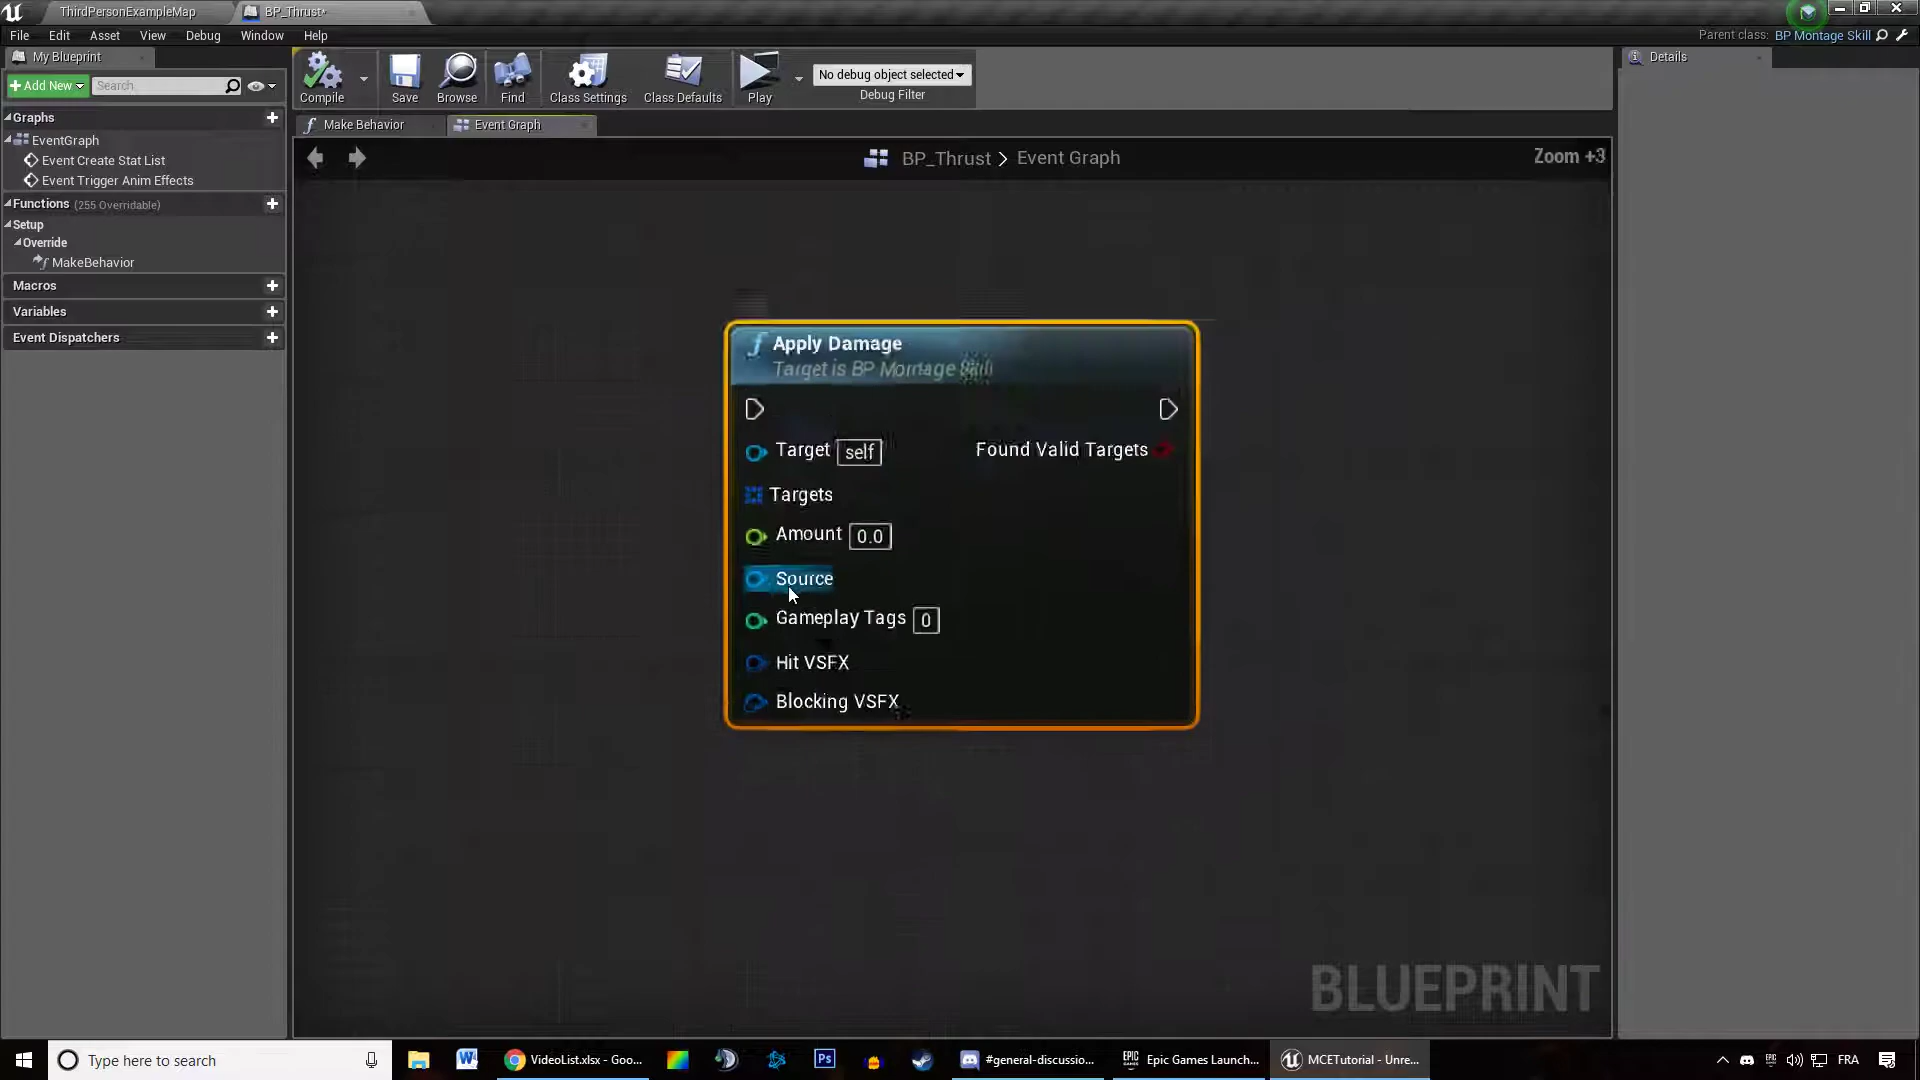 ThirdPersonExampleMap
BP_Thrust*
File Edit Asset View Debug Window Help
Parent class: BP Montage Skill
My Blueprint
Details
Add New
Search
Compile
Save
Browse
Find
Class Settings
Class Defaults
Play
No debug object selected
Debug Filter
Graphs
EventGraph
Event Create Stat List
Event Trigger Anim Effects
Functions (255 Overridable)
Setup
Override
MakeBehavior
Macros
Variables
Event Dispatchers
Make Behavior
Event Graph
BP_Thrust > Event Graph
Zoom +3
Apply Damage
Target is BP Montage Skill
Target self
Found Valid Targets
Targets
Amount 0.0
Source
Gameplay Tags 0
Hit VSFX
Blocking VSFX
BLUEPRINT
Type here to search
VideoList.xlsx - Goo...
Ps
#general-discussio...
Epic Games Launch...
MCETutorial - Unre...
FRA